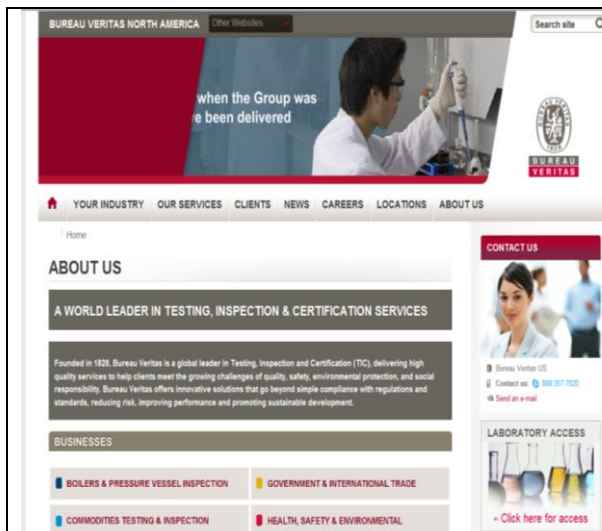 BUREAU VERITAS NORTH AMERICA
Other Websites
Search site
when the Group was
e been delivered
BUREAU
VERITAS
YOUR INDUSTRY OUR SERVICES CLIENTS NEWS CAREERS LOCATIONS ABOUT US
Home
ABOUT US
A WORLD LEADER IN TESTING, INSPECTION & CERTIFICATION SERVICES
Founded in 1828, Bureau Veritas is a global leader in Testing, Inspection and Certification (TIC), delivering high
quality services to help clients meet the growing challenges of quality, safety, environmental protection, and social
responsibility. Bureau Veritas offers innovative solutions that go beyond simple compliance with regulations and
standards, reducing risk, improving performance and promoting sustainable development.
BUSINESSES
BOILERS & PRESSURE VESSEL INSPECTION
GOVERNMENT & INTERNATIONAL TRADE
COMMODITIES TESTING & INSPECTION
HEALTH, SAFETY & ENVIRONMENTAL
CONTACT US
Bureau Veritas US
Contact us: 888.357.7020
Send an e-mail
LABORATORY ACCESS
Click here for access